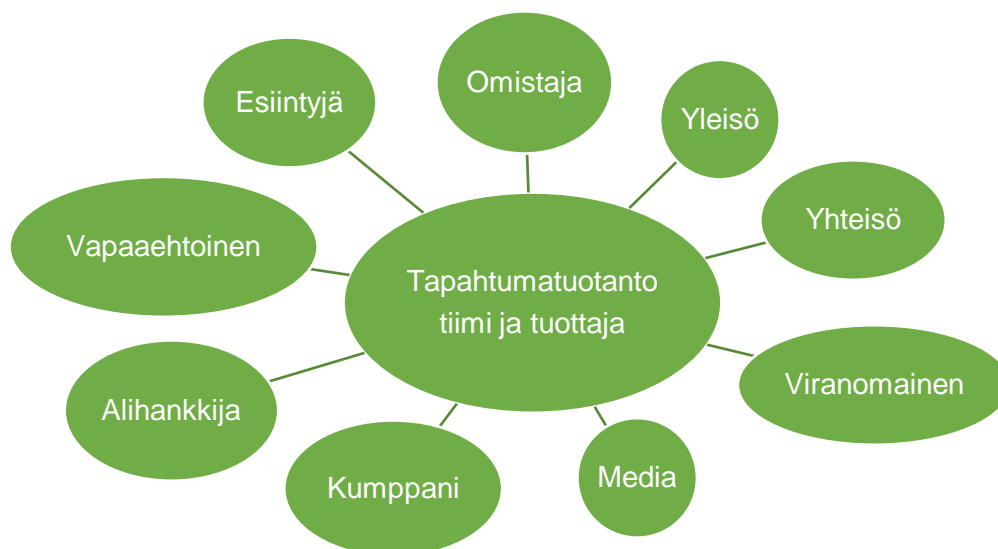 Omistaja
Esiintyjä
Yleisö
Yhteisö
Vapaaehtoinen
Tapahtumatuotanto
tiimi ja tuottaja
Viranomainen
Alihankkija
Kumppani
Media